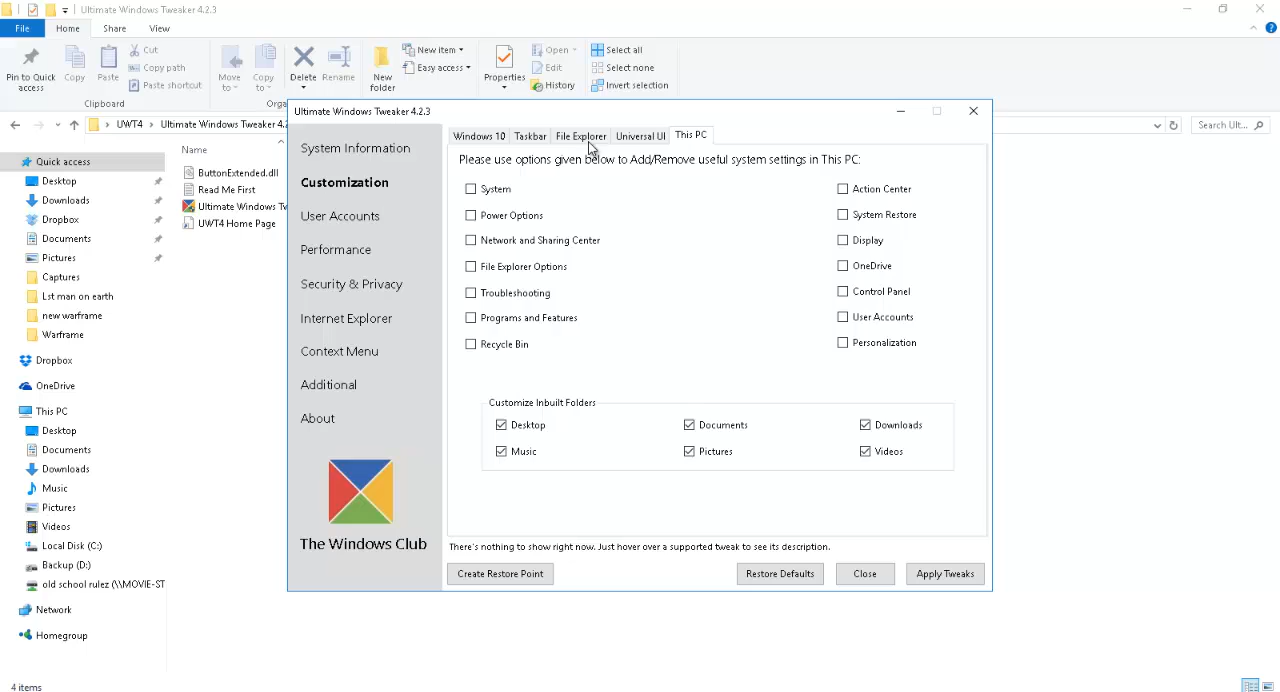 Ultimate Windows Tweaker 4.2.3
File Home Share View
Pin to Quick access
Copy
Paste
Cut
Copy path
Paste shortcut
Clipboard
Move to
Copy to
Delete
Rename
Orga
New folder
New item
Easy access
Properties
Open
Edit
History
Select all
Select none
Invert selection
UWT4 > Ultimate Windows Tweaker 4.2
Search Ult...
Quick access
Desktop
Downloads
Dropbox
Documents
Pictures
Captures
Lst man on earth
new warframe
Warframe
Dropbox
OneDrive
This PC
Desktop
Documents
Downloads
Music
Pictures
Videos
Local Disk (C:)
Backup (D:)
old school rulez (\\MOVIE-ST
Network
Homegroup
4 items
Name
ButtonExtended.dll
Read Me First
Ultimate Windows Tw
UWT4 Home Page
Ultimate Windows Tweaker 4.2.3
System Information
Customization
User Accounts
Performance
Security & Privacy
Internet Explorer
Context Menu
Additional
About
The Windows Club
Windows 10 Taskbar File Explorer Universal UI This PC
Please use options given below to Add/Remove useful system settings in This PC:
System
Power Options
Network and Sharing Center
File Explorer Options
Troubleshooting
Programs and Features
Recycle Bin
Action Center
System Restore
Display
OneDrive
Control Panel
User Accounts
Personalization
Customize Inbuilt Folders
Desktop Documents Downloads
Music Pictures Videos
There's nothing to show right now. Just hover over a supported tweak to see its description.
Create Restore Point Restore Defaults Close Apply Tweaks